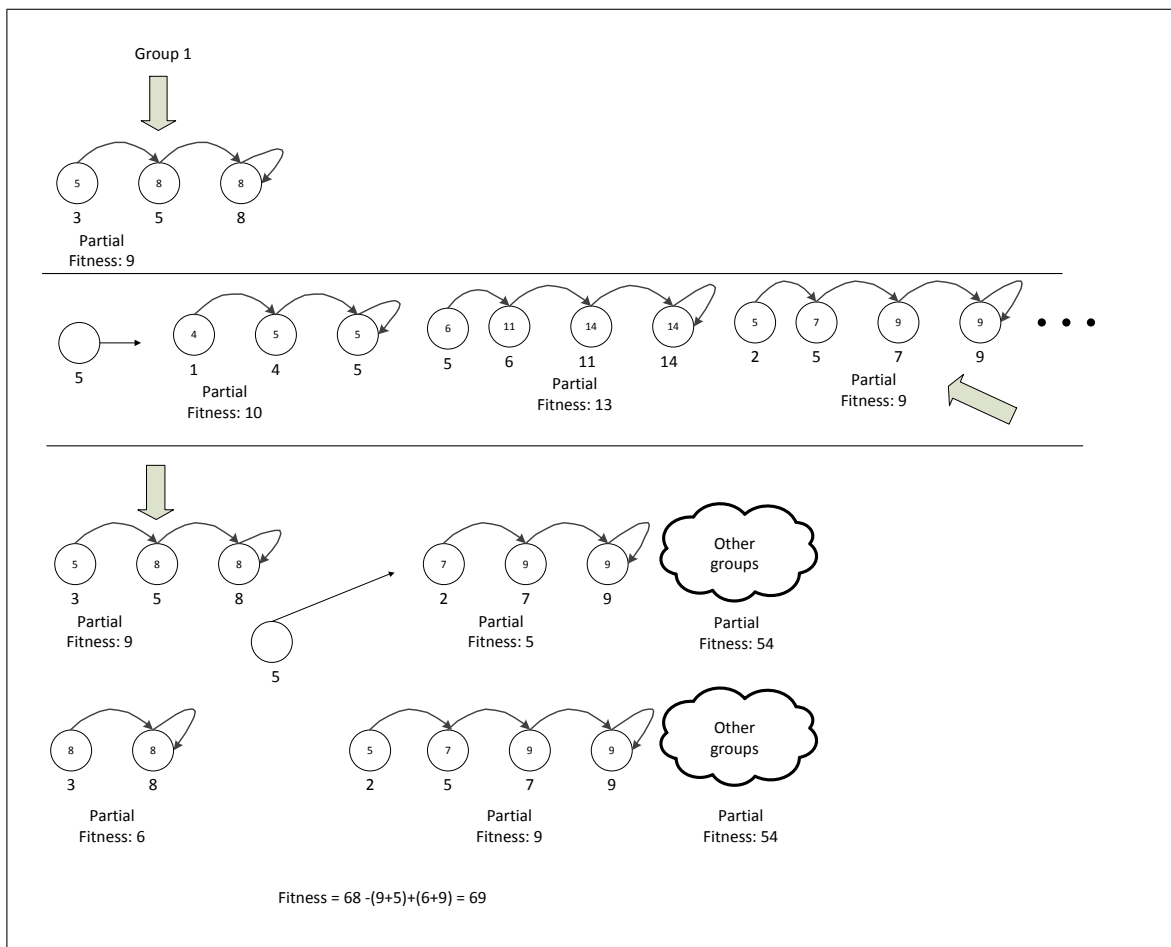 Group 1
5 8 8
3 5 8
Partial
Fitness: 9
5
4 5 5
1 4 5
Partial
Fitness: 10
6 11 14 14
5 6 11 14
Partial
Fitness: 13
5 7 9 9
2 5 7 9
Partial
Fitness: 9
5 8 8
3 5 8
Partial
Fitness: 9
5
7 9 9
2 7 9
Partial
Fitness: 5
Other
groups
Partial
Fitness: 54
8 8
3 8
Partial
Fitness: 6
5 7 9 9
2 5 7 9
Partial
Fitness: 9
Other
groups
Partial
Fitness: 54
Fitness = 68 -(9+5)+(6+9) = 69